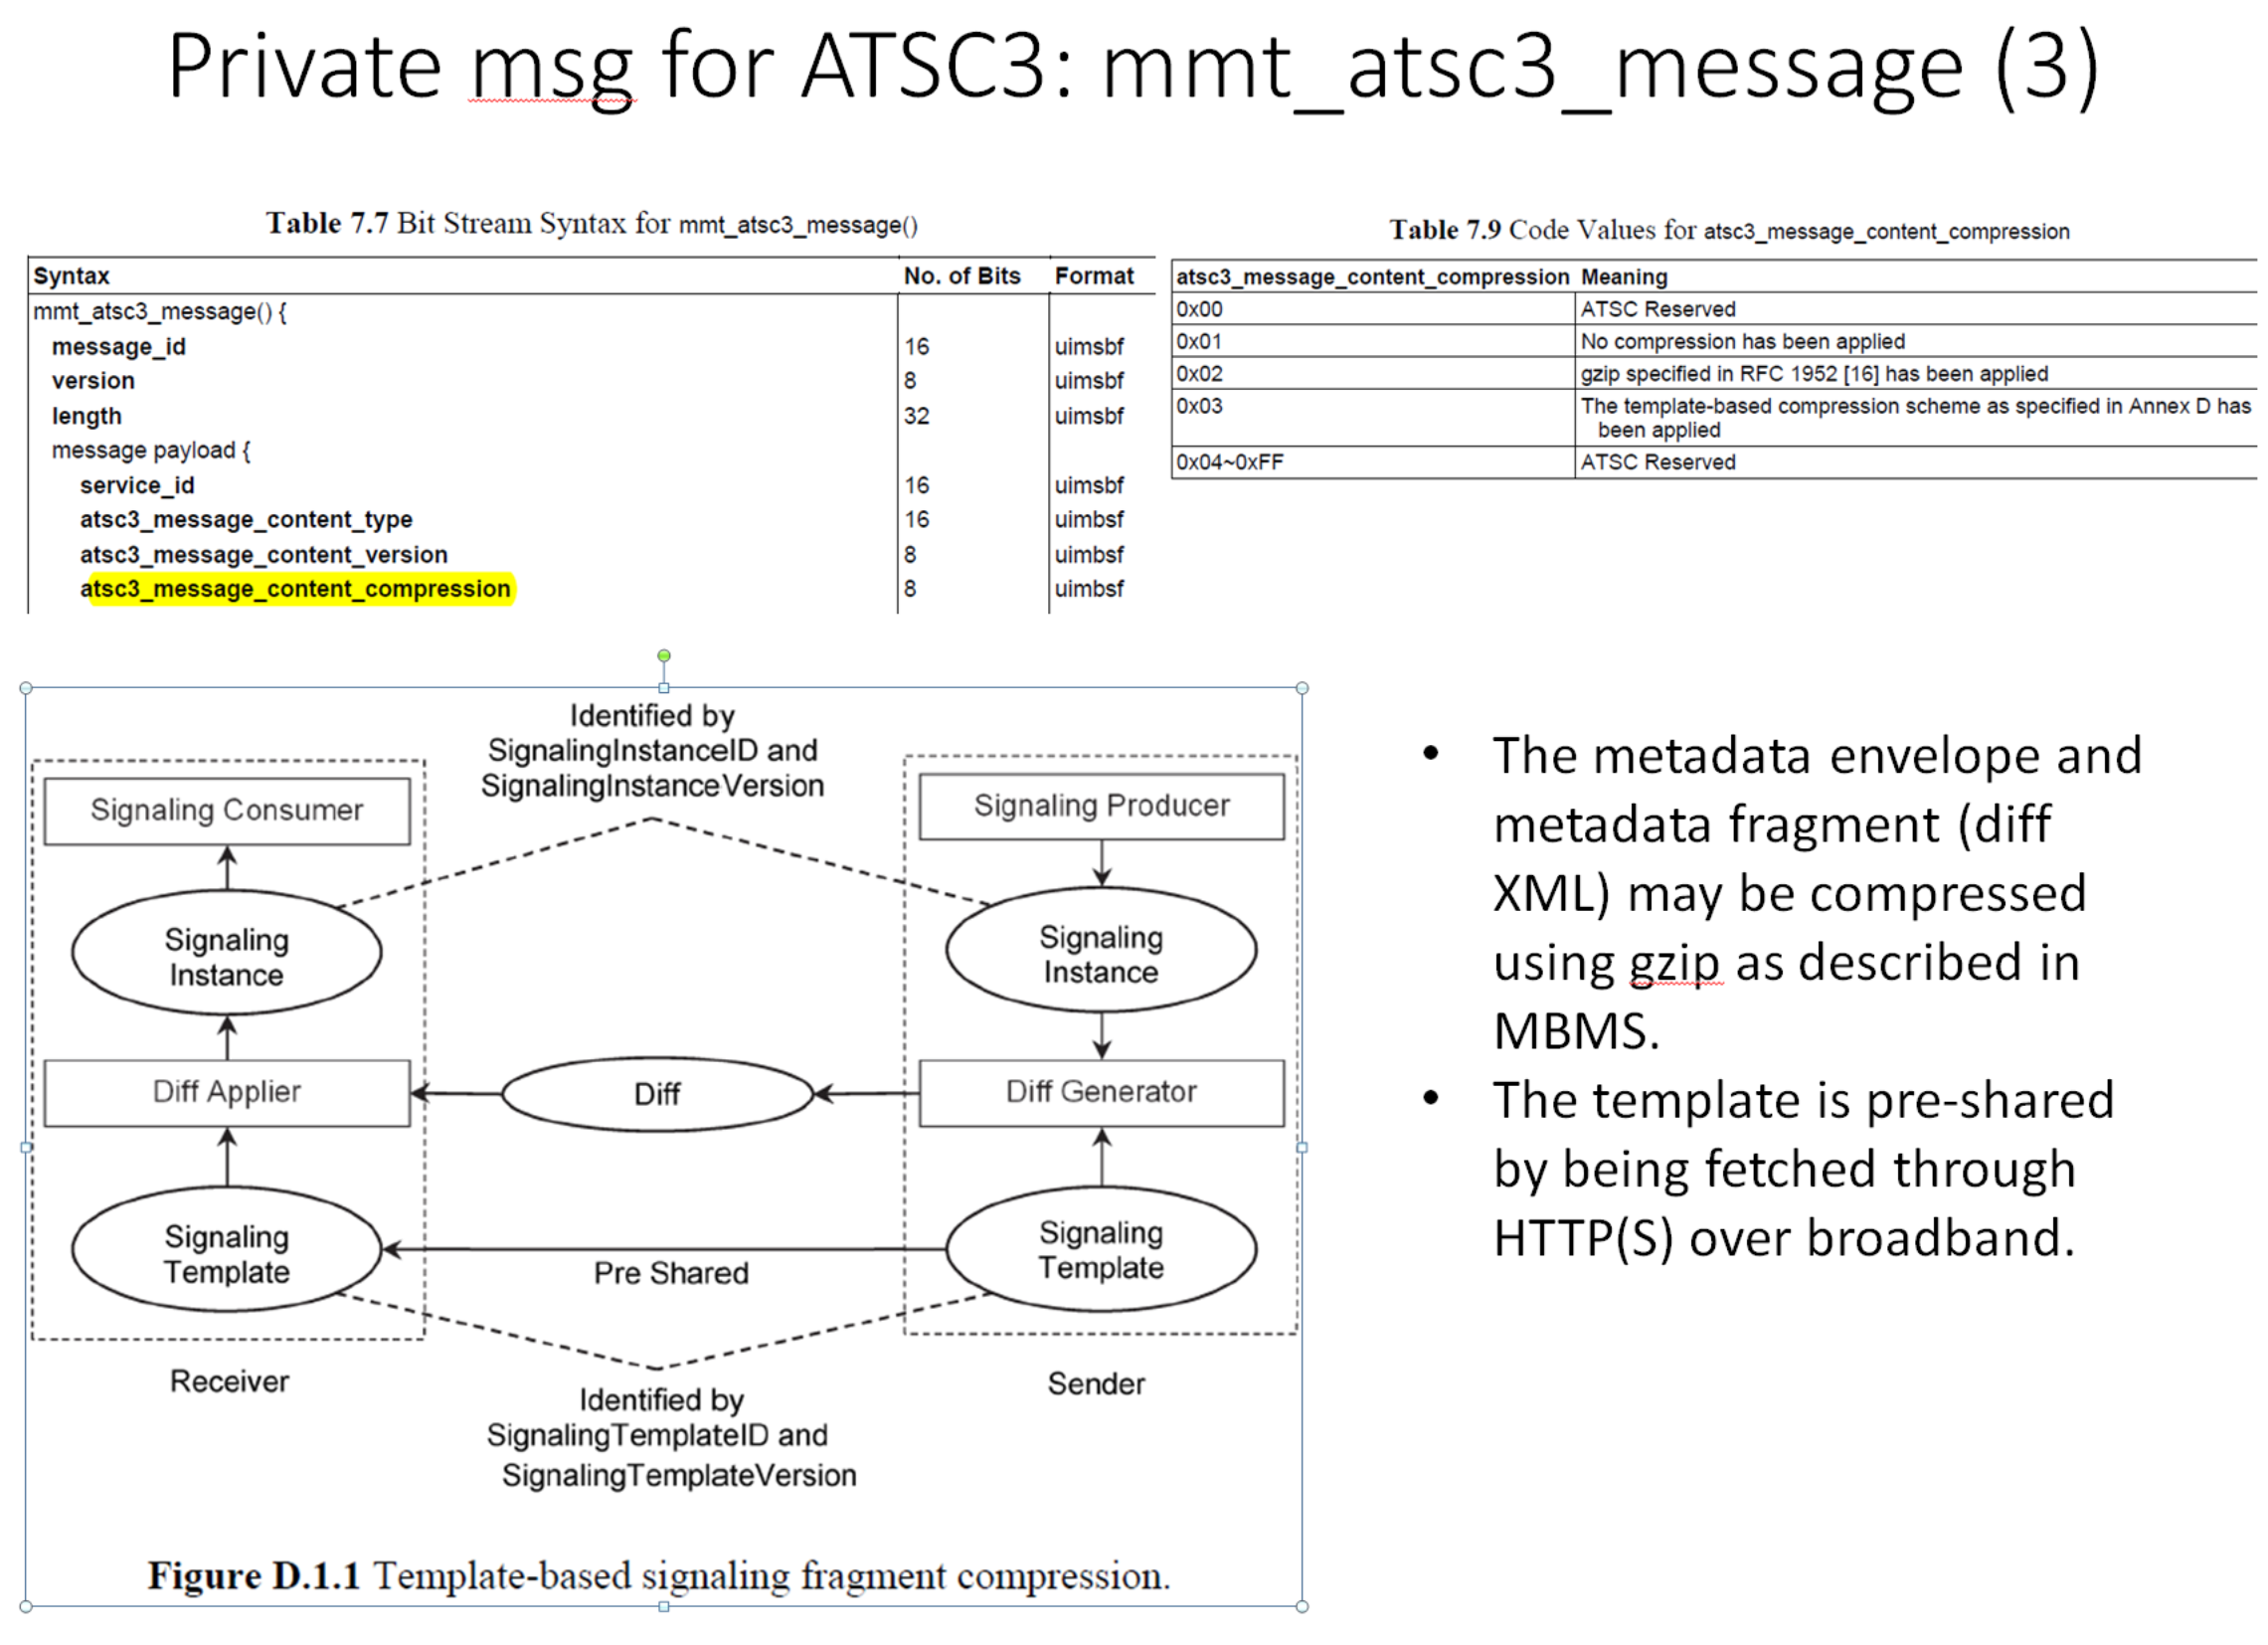 Private msg for ATSC3: mmt_atsc3_message (3)
Table 7.7 Bit Stream Syntax for mmt_atsc3_message()
Syntax No. of Bits Format
mmt_atsc3_message() {
message_id 16 uimsbf
version 8 uimsbf
length 32 uimsbf
message payload {
service_id 16 uimsbf
atsc3_message_content_type 16 uimbsf
atsc3_message_content_version 8 uimbsf
atsc3_message_content_compression 8 uimbsf
Table 7.9 Code Values for atsc3_message_content_compression
atsc3_message_content_compression Meaning
0x00 ATSC Reserved
0x01 No compression has been applied
0x02 gzip specified in RFC 1952 [16] has been applied
0x03 The template-based compression scheme as specified in Annex D has
been applied
0x04~0xFF ATSC Reserved
Identified by
SignalingInstanceID and
SignalingInstanceVersion
Signaling Consumer
Signaling Producer
Signaling
Instance
Signaling
Instance
Diff Applier
Diff
Diff Generator
Signaling
Template
Pre Shared
Signaling
Template
Receiver
Sender
Identified by
SignalingTemplateID and
SignalingTemplateVersion
Figure D.1.1 Template-based signaling fragment compression.
• The metadata envelope and
metadata fragment (diff
XML) may be compressed
using gzip as described in
MBMS.
• The template is pre-shared
by being fetched through
HTTP(S) over broadband.